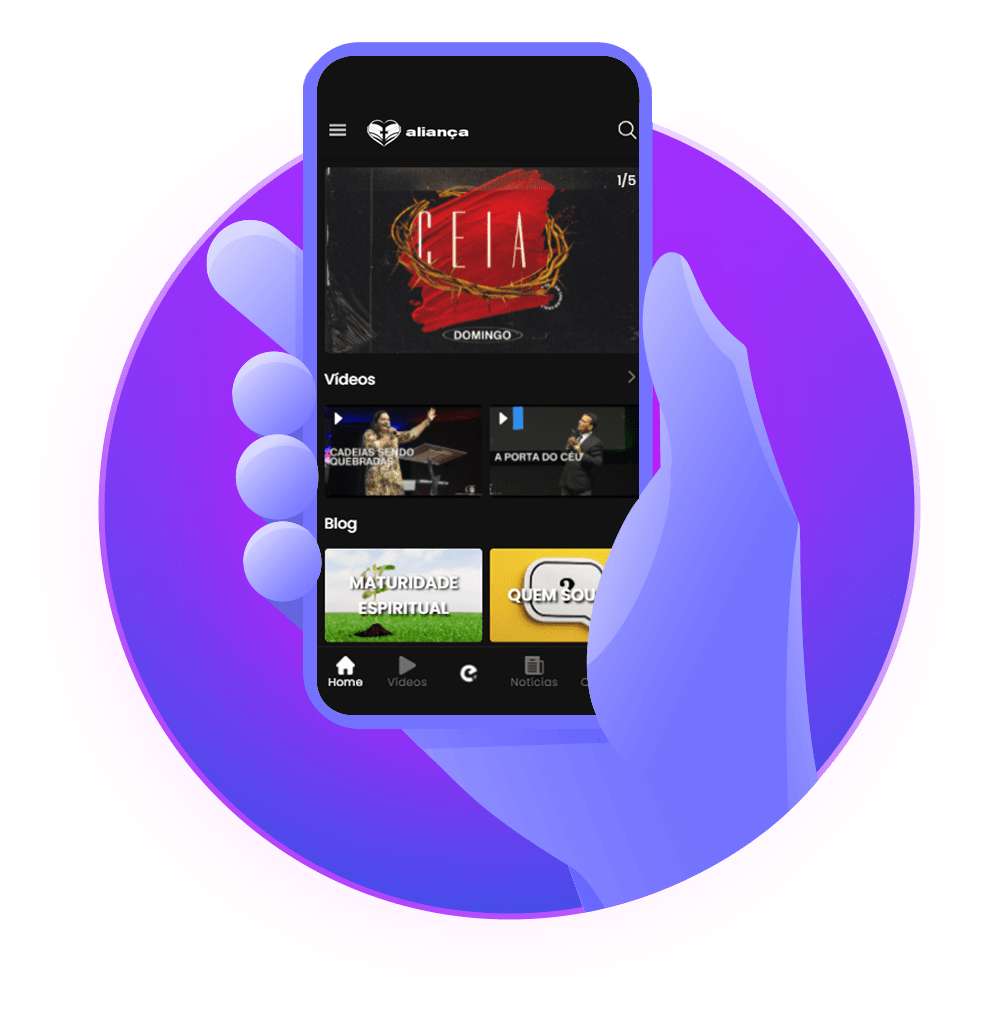 aliança
1/5
CEIA
DOMINGO
Vídeos
CADEIAS SENDO
QUEBRADAS
A PORTA DO CÉU
Blog
MATURIDADE
ESPIRITUAL
?
QUEM SOU
Home
Vídeos
e
Notícias